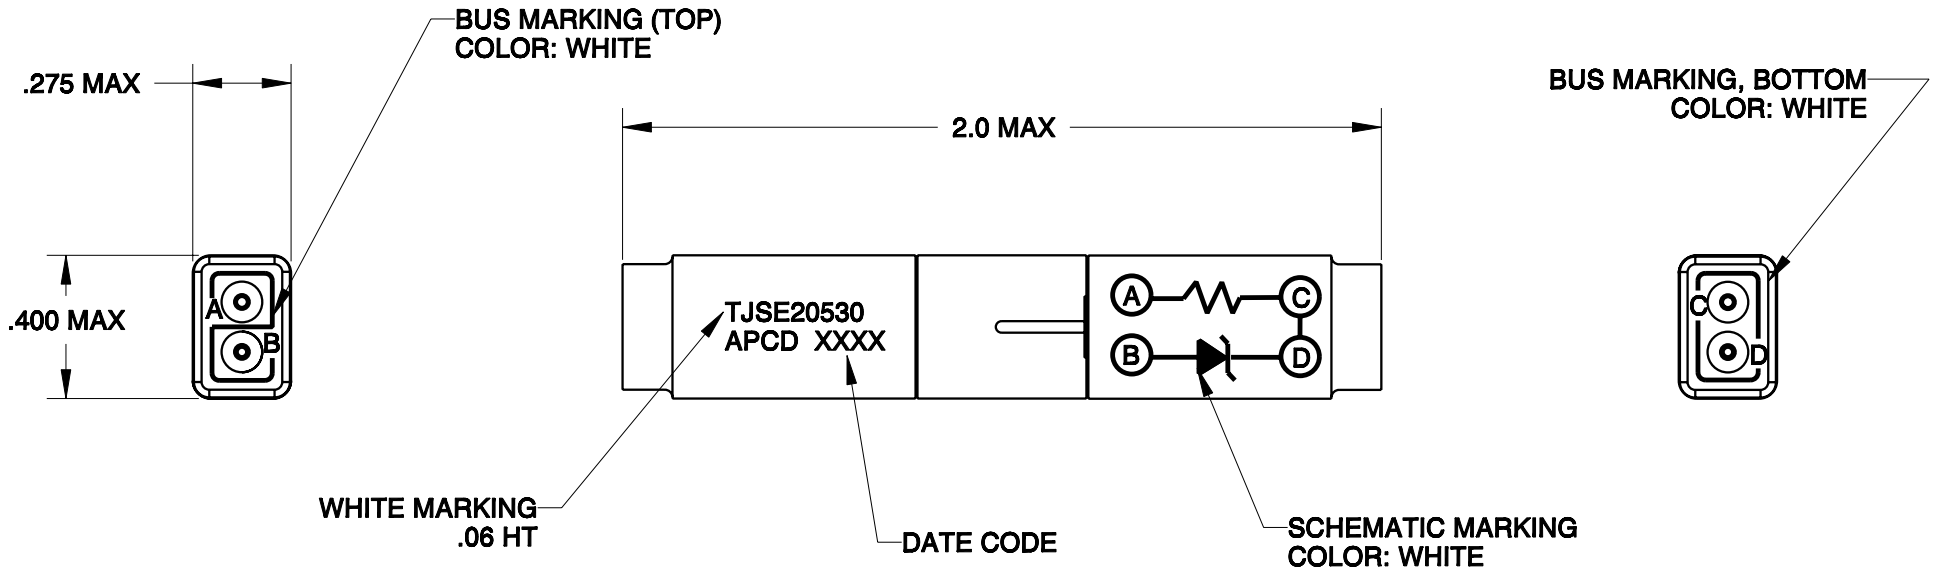 BUS MARKING (TOP)
COLOR: WHITE
.275 MAX
BUS MARKING, BOTTOM
COLOR: WHITE
2.0 MAX
.400 MAX
A
B
TJSE20530
APCD XXXX
A
C
B
D
C
D
WHITE MARKING
.06 HT
DATE CODE
SCHEMATIC MARKING
COLOR: WHITE